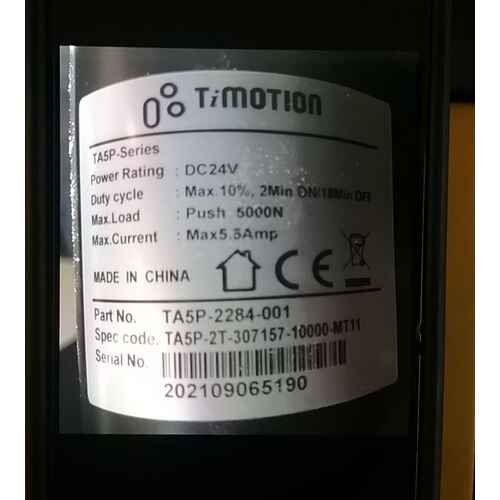 TiMOTION
TA5P-Series
Power Rating : DC24V
Duty cycle : Max.10%, 2Min ON/18Min OFF
Max.Load : Push 5000N
Max.Current : Max5.5Amp
MADE IN CHINA CE
Part No. TA5P-2284-001
Spec code. TA5P-2T-307157-10000-MT11
Serial No.
202109065190